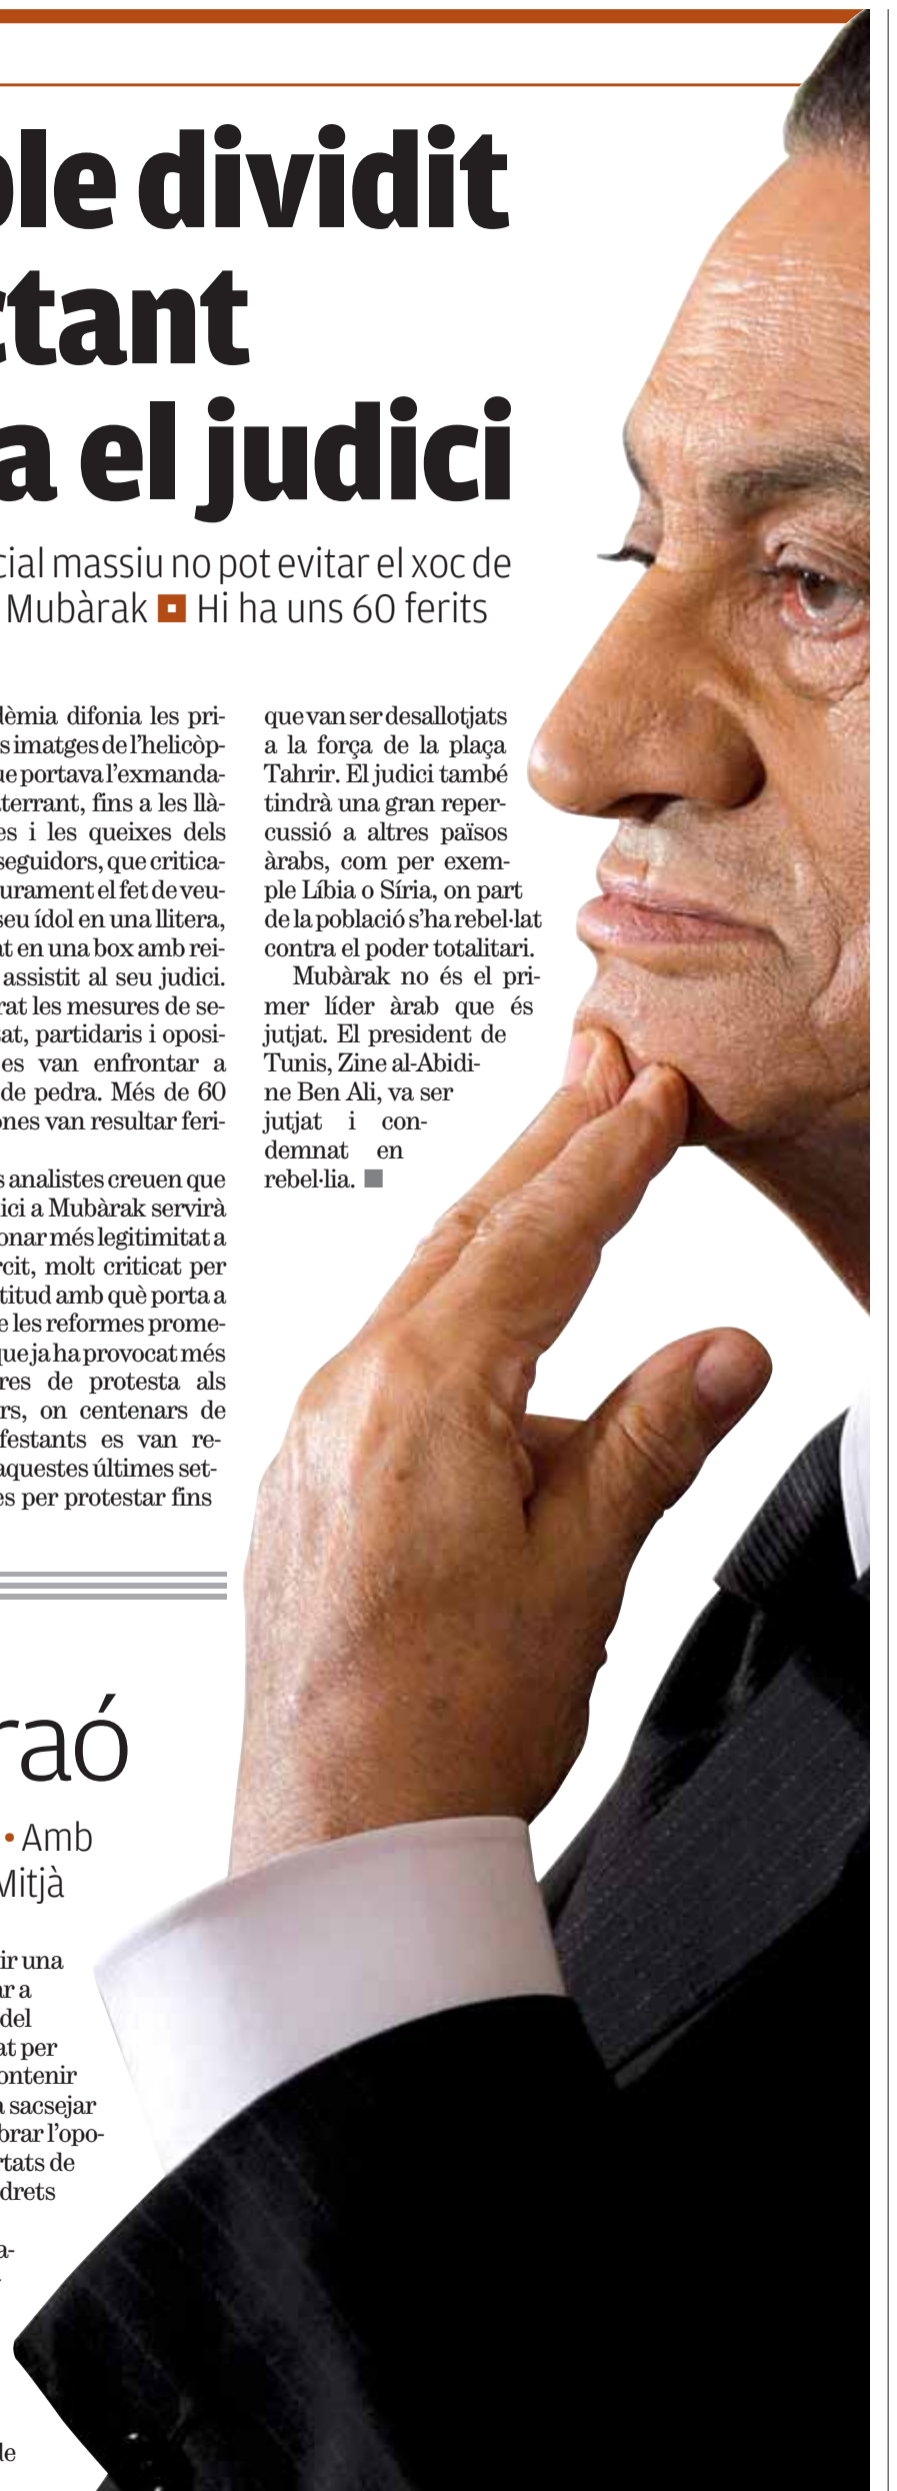 ole dividit
ctant
a el judici
cial massiu no pot evitar el xoc de
Mubàrak ◘ Hi ha uns 60 ferits
dèmia difonia les pri-
s imatges de l'helicòp-
ue portava l'exmanda-
terrant, fins a les llà-
es i les queixes dels
seguidors, que critica-
urament el fet de veu-
seu ídol en una llitera,
at en una box amb rei-
assistit al seu judici.
rat les mesures de se-
tat, partidaris i oposi-
es van enfrontar a
de pedra. Més de 60
ones van resultar feri-
s analistes creuen que
ici a Mubàrak servirà
onar més legitimitat a
rcit, molt criticat per
titud amb què porta a
e les reformes prome-
que ja ha provocat més
res de protesta als
rs, on centenars de
festants es van re-
aquestes últimes set-
es per protestar fins
que van ser desallotjats
a la força de la plaça
Tahrir. El judici també
tindrà una gran reper-
cussió a altres països
àrabs, com per exem-
ple Líbia o Síria, on part
de la població s'ha rebel·lat
contra el poder totalitari.
Mubàrak no és el pri-
mer líder àrab que és
jutjat. El president de
Tunis, Zine al-Abidi-
ne Ben Ali, va ser
jutjat i con-
demnat en
rebel·lia. ■
raó
• Amb
Mitjà
ir una
ar a
del
at per
ontenir
a sacsejar
brar l'opo-
rtats de
drets
a-
de